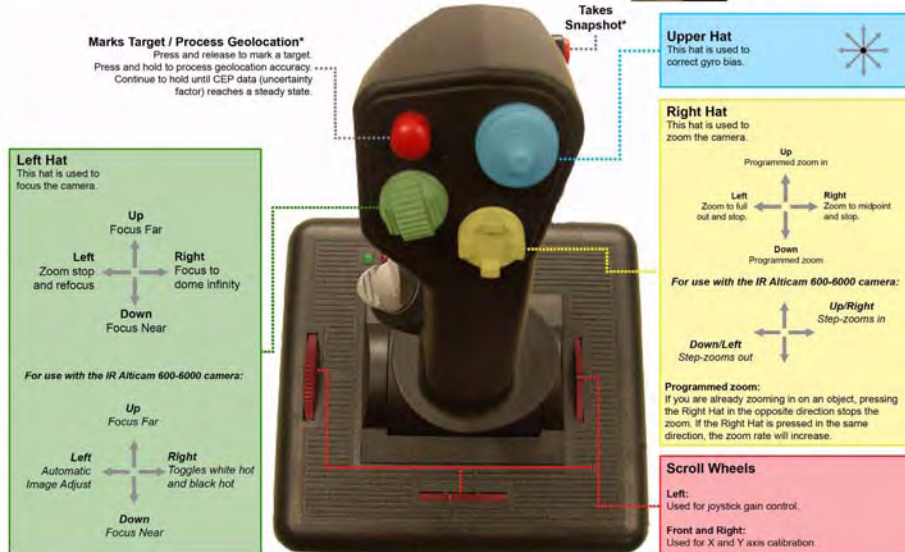 Marks Target / Process Geolocation*
Press and release to mark a target.
Press and hold to process geolocation accuracy.
Continue to hold until CEP data (uncertainty
factor) reaches a steady state.
Takes
Snapshot*
Upper Hat
This hat is used to
correct gyro bias.
Left Hat
This hat is used to
focus the camera.
Up
Focus Far
Left
Zoom stop
and refocus
Right
Focus to
dome infinity
Down
Focus Near
For use with the IR Alticam 600-6000 camera:
Up
Focus Far
Left
Automatic
Image Adjust
Right
Toggles white hot
and black hot
Down
Focus Near
Right Hat
This hat is used to
zoom the camera.
Up
Programmed zoom in
Left
Zoom to full
out and stop.
Right
Zoom to midpoint
and stop.
Down
Programmed zoom
For use with the IR Alticam 600-6000 camera:
Up/Right
Step-zooms in
Down/Left
Step-zooms out
Programmed zoom:
If you are already zooming in on an object, pressing
the Right Hat in the opposite direction stops the
zoom. If the Right Hat is pressed in the same
direction, the zoom rate will increase.
Scroll Wheels
Left:
Used for joystick gain control.
Front and Right:
Used for X and Y axis calibration